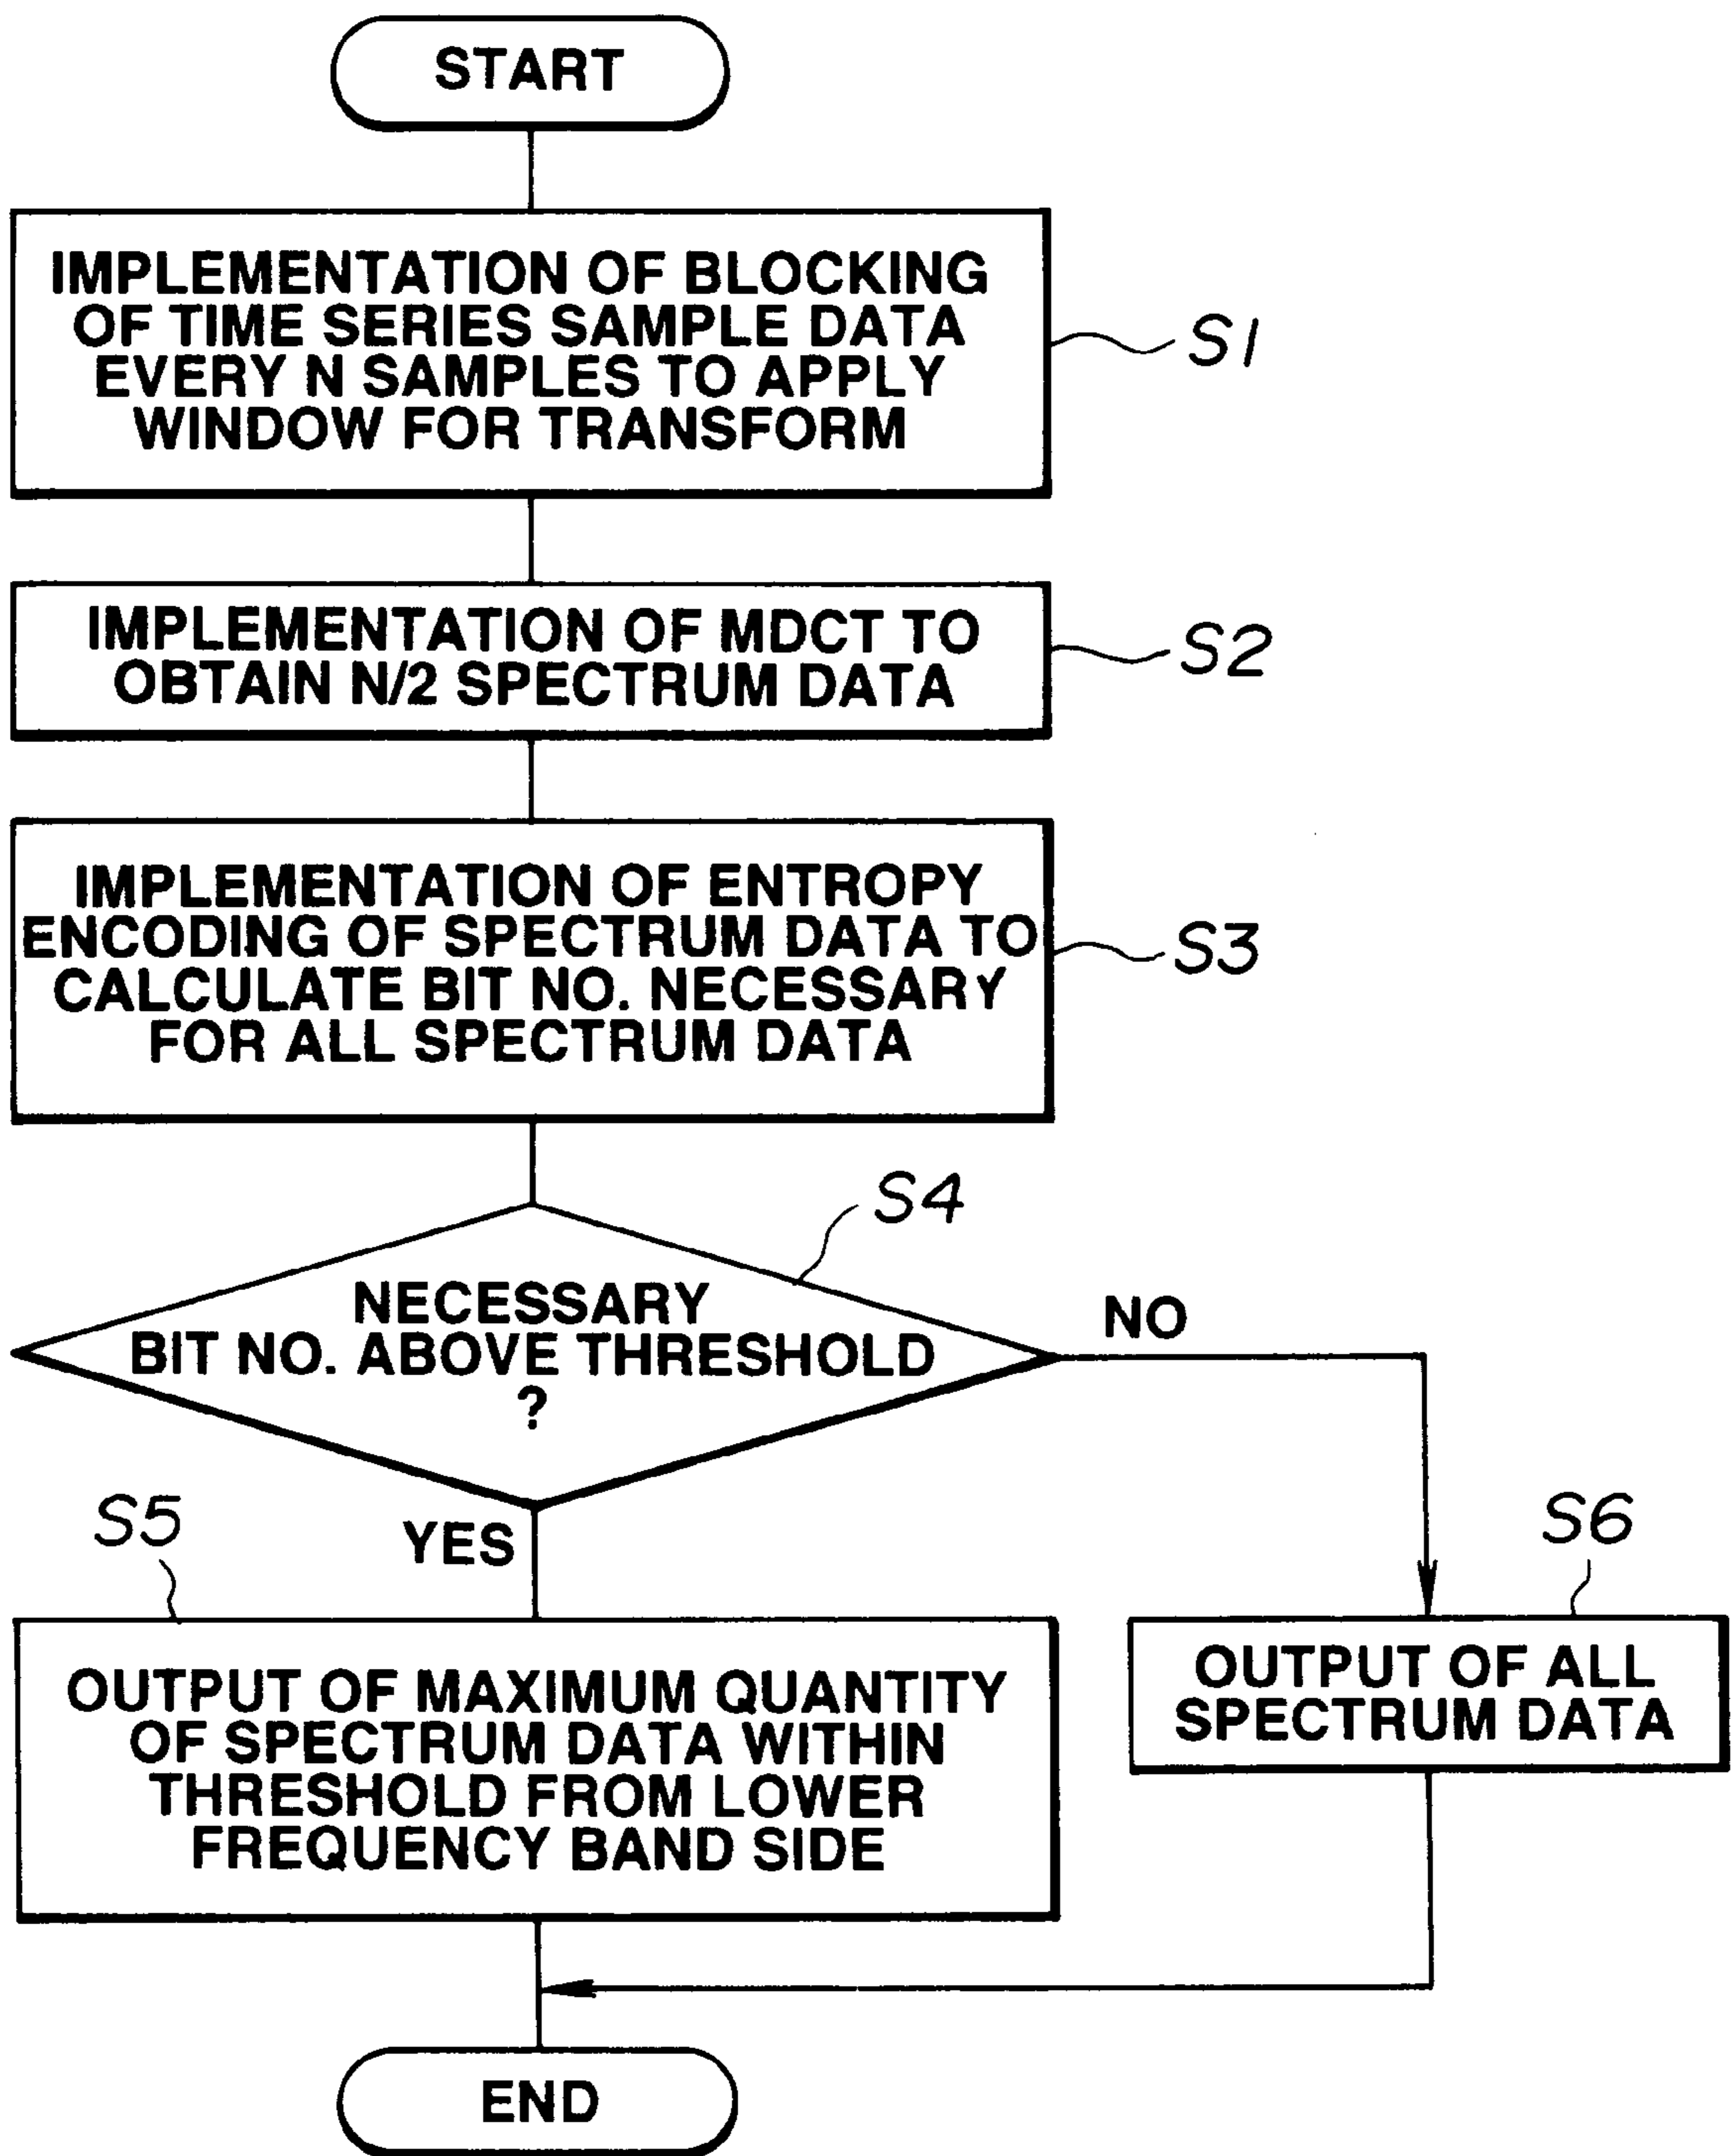 START
IMPLEMENTATION OF BLOCKING
OF TIME SERIES SAMPLE DATA
EVERY N SAMPLES TO APPLY
WINDOW FOR TRANSFORM
S1
IMPLEMENTATION OF MDCT TO
OBTAIN N/2 SPECTRUM DATA
S2
IMPLEMENTATION OF ENTROPY
ENCODING OF SPECTRUM DATA TO
CALCULATE BIT NO. NECESSARY
FOR ALL SPECTRUM DATA
S3
S4
NECESSARY
BIT NO. ABOVE THRESHOLD
?
NO
YES
S5
OUTPUT OF MAXIMUM QUANTITY
OF SPECTRUM DATA WITHIN
THRESHOLD FROM LOWER
FREQUENCY BAND SIDE
S6
OUTPUT OF ALL
SPECTRUM DATA
END